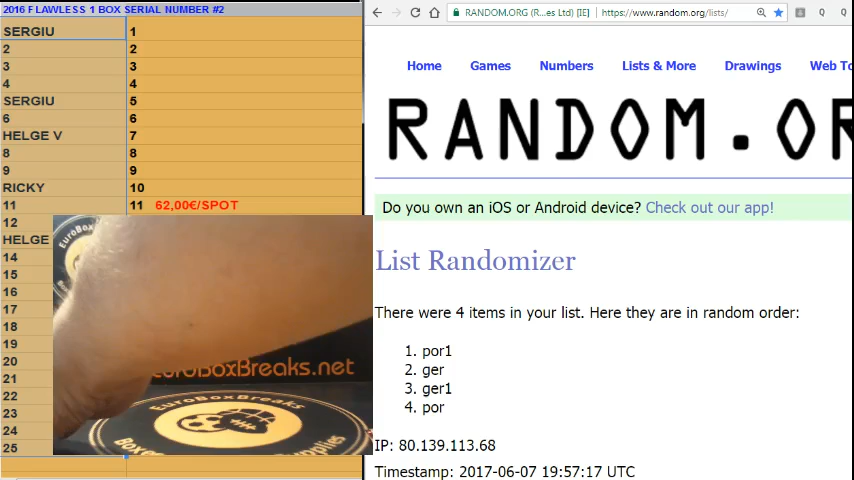 2016 FLAWLESS 1 BOX SERIAL NUMBER #2
SERGIU 1
2 2
3 3
4 4
SERGIU 5
6 6
HELGE V 7
8 8
9 9
RICKY 10
11 11 62,00€/SPOT
12
HELGE
14
15
16
17
18
19
20
21
22
23
24
25
EuroBoxBreaks
EuroBoxBreaks.net
EuroBoxBreaks
RANDOM.ORG (R...es Ltd) [IE] https://www.random.org/lists/
Home Games Numbers Lists & More Drawings Web To
RANDOM.OR
Do you own an iOS or Android device? Check out our app!
List Randomizer
There were 4 items in your list. Here they are in random order:
1. por1
2. ger
3. ger1
4. por
IP: 80.139.113.68
Timestamp: 2017-06-07 19:57:17 UTC